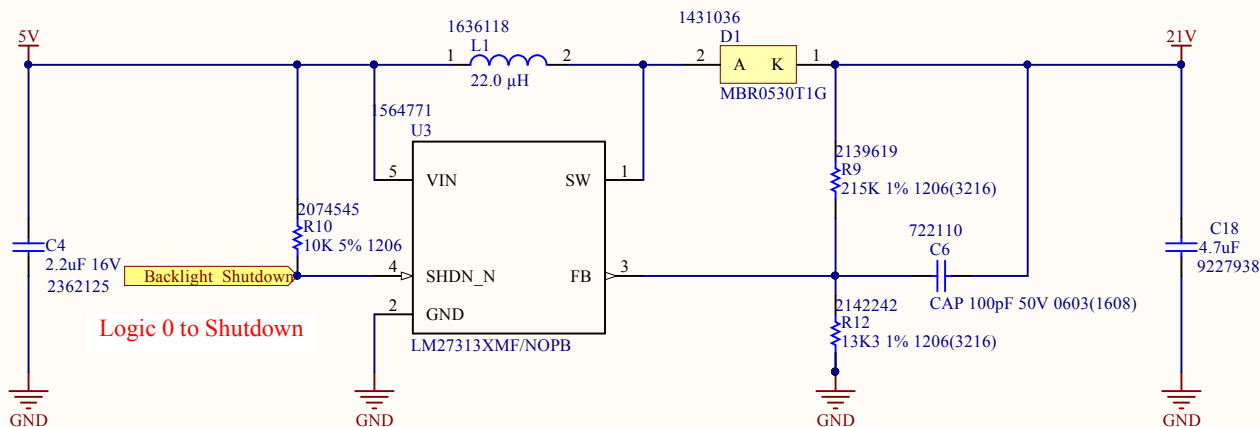 5V
1636118
L1
1
2
22.0 µH
1431036
D1
2
A K
1
MBR0530T1G
21V
1564771
U3
5
VIN
SW
1
2139619
R9
215K 1% 1206(3216)
2074545
R10
10K 5% 1206
C4
2.2uF 16V
2362125
Backlight Shutdown
4
SHDN_N
FB
3
722110
C6
CAP 100pF 50V 0603(1608)
C18
4.7uF
9227938
2
GND
LM27313XMF/NOPB
Logic 0 to Shutdown
2142242
R12
13K3 1% 1206(3216)
GND
GND
GND
GND